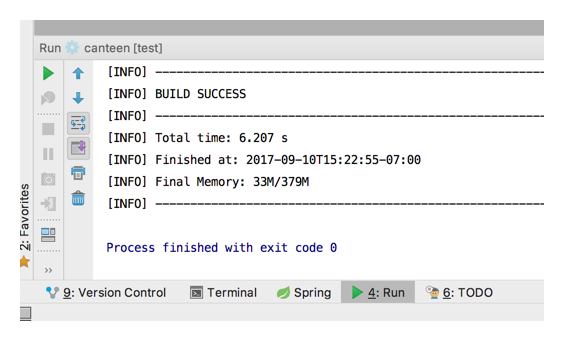 Run canteen [test]
[INFO] ------------------------------------------------------------------------
[INFO] BUILD SUCCESS
[INFO] ------------------------------------------------------------------------
[INFO] Total time: 6.207 s
[INFO] Finished at: 2017-09-10T15:22:55-07:00
[INFO] Final Memory: 33M/379M
[INFO] ------------------------------------------------------------------------
Process finished with exit code 0
2: Favorites
9: Version Control Terminal Spring 4: Run 6: TODO